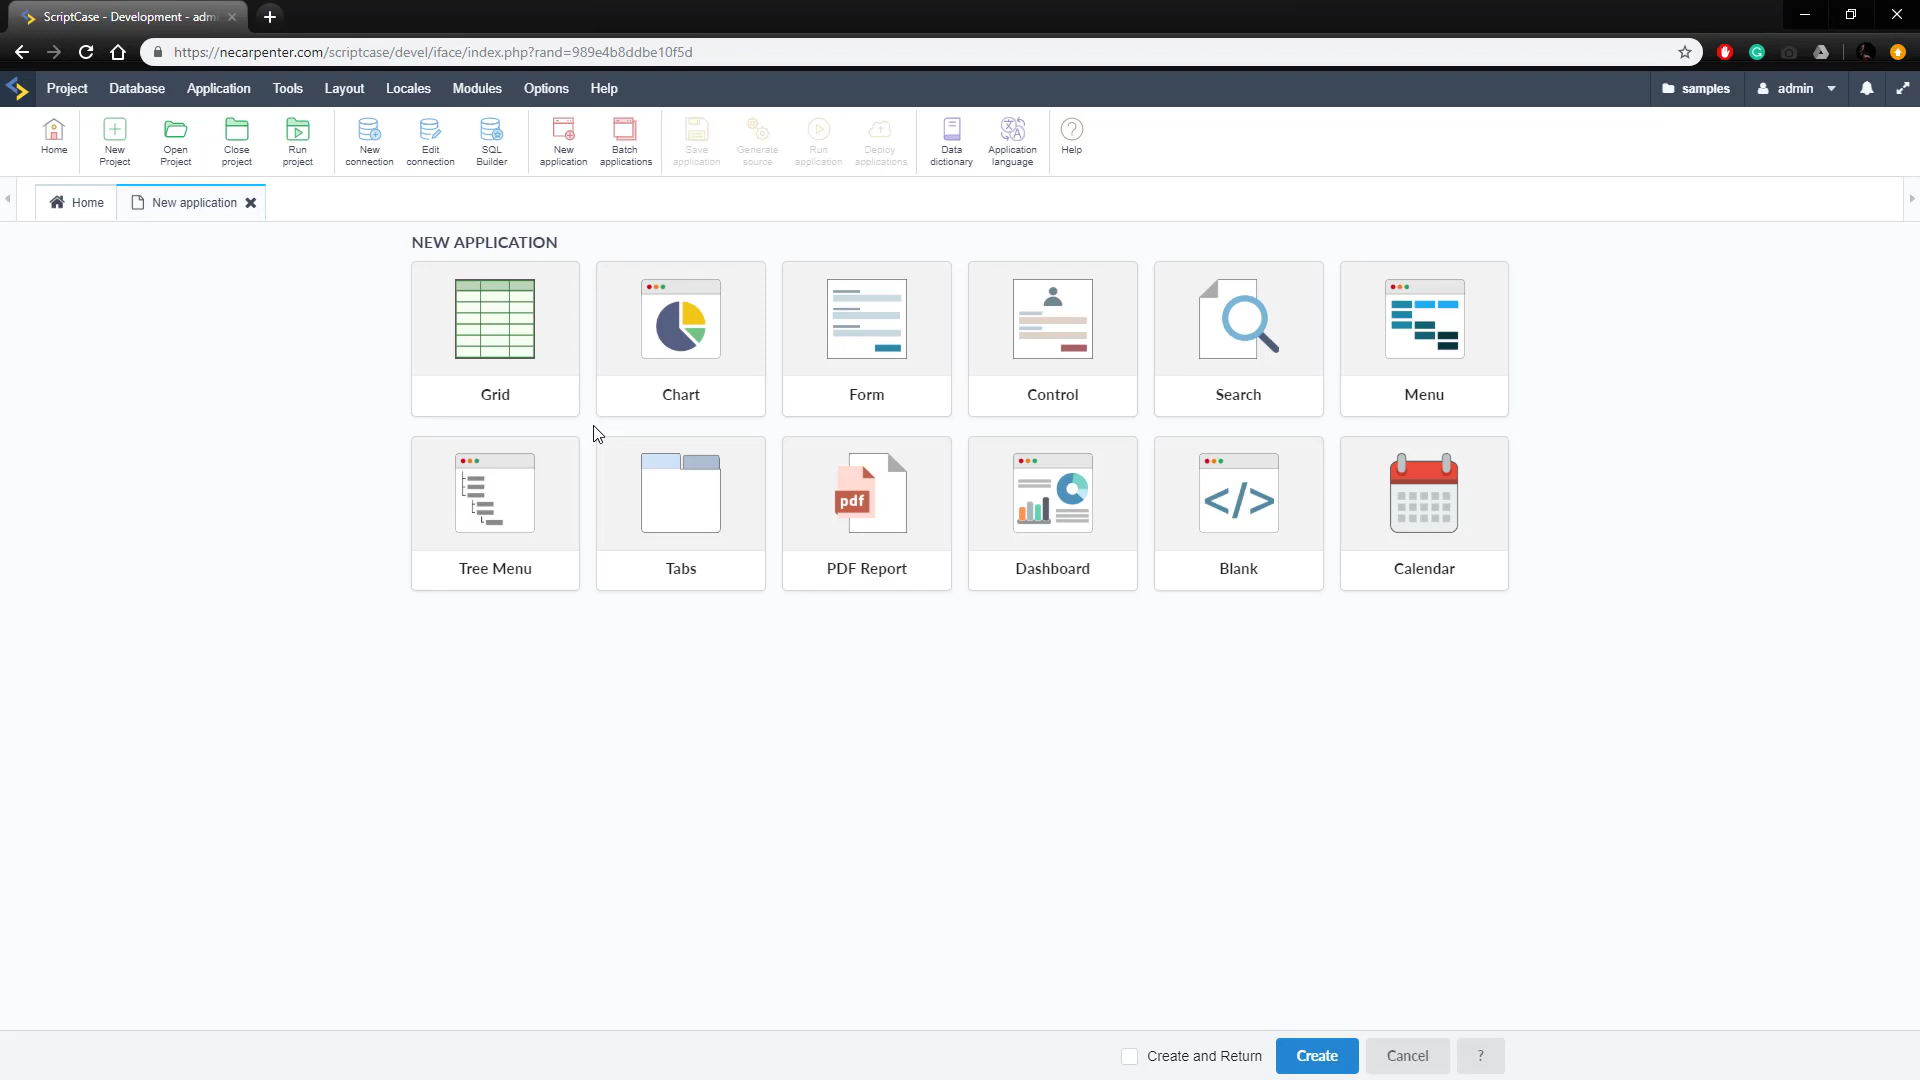 ScriptCase - Development - adm
https://necarpenter.com/scriptcase/devel/iface/index.php?rand=989e4b8ddbe10f5d
Project Database Application Tools Layout Locales Modules Options Help samples admin
Home
New Project
Open Project
Close project
Run project
New connection
Edit connection
SQL Builder
New application
Batch applications
Save application
Generate source
Run application
Deploy applications
Data dictionary
Application language
Help
Home New application
NEW APPLICATION
Grid Chart Form Control Search Menu
pdf
Tree Menu Tabs PDF Report Dashboard Blank Calendar
Create and Return Create Cancel ?